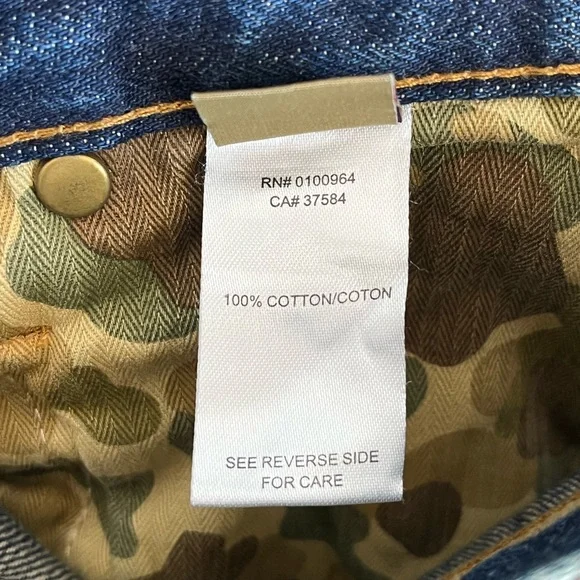 RN# 0100964
CA# 37584
100% COTTON/COTON
SEE REVERSE SIDE
FOR CARE